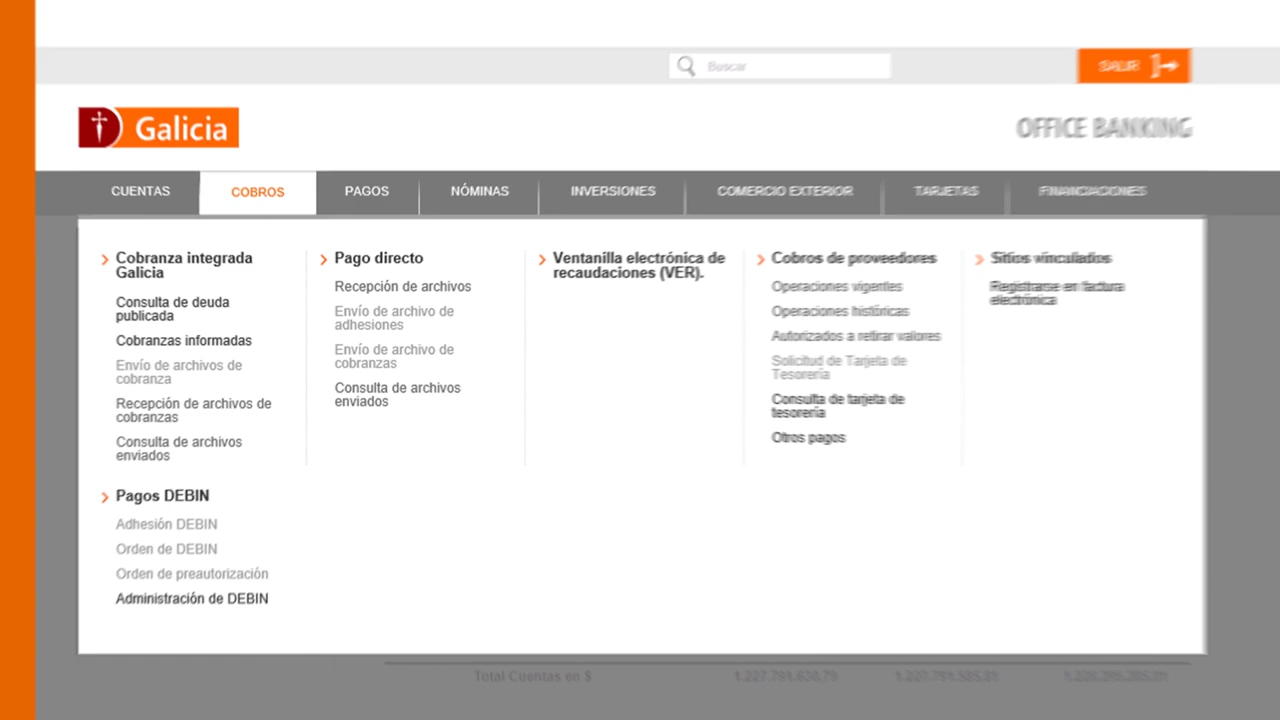 Buscar
SALIR
Galicia
OFFICE BANKING
CUENTAS
COBROS
PAGOS
NÓMINAS
INVERSIONES
COMERCIO EXTERIOR
TARJETAS
FINANCIACIONES
Cobranza integrada
Galicia
Consulta de deuda
publicada
Cobranzas informadas
Envío de archivos de
cobranza
Recepción de archivos de
cobranzas
Consulta de archivos
enviados
Pago directo
Recepción de archivos
Envío de archivo de
adhesiones
Envío de archivo de
cobranzas
Consulta de archivos
enviados
Ventanilla electrónica de
recaudaciones (VER).
Cobros de proveedores
Operaciones vigentes
Operaciones históricas
Autorizados a retirar valores
Solicitud de Tarjeta de
Tesorería
Consulta de tarjeta de
tesorería
Otros pagos
Sitios vinculados
Registrarse en factura
electrónica
Pagos DEBIN
Adhesión DEBIN
Orden de DEBIN
Orden de preautorización
Administración de DEBIN
Total Cuentas en $